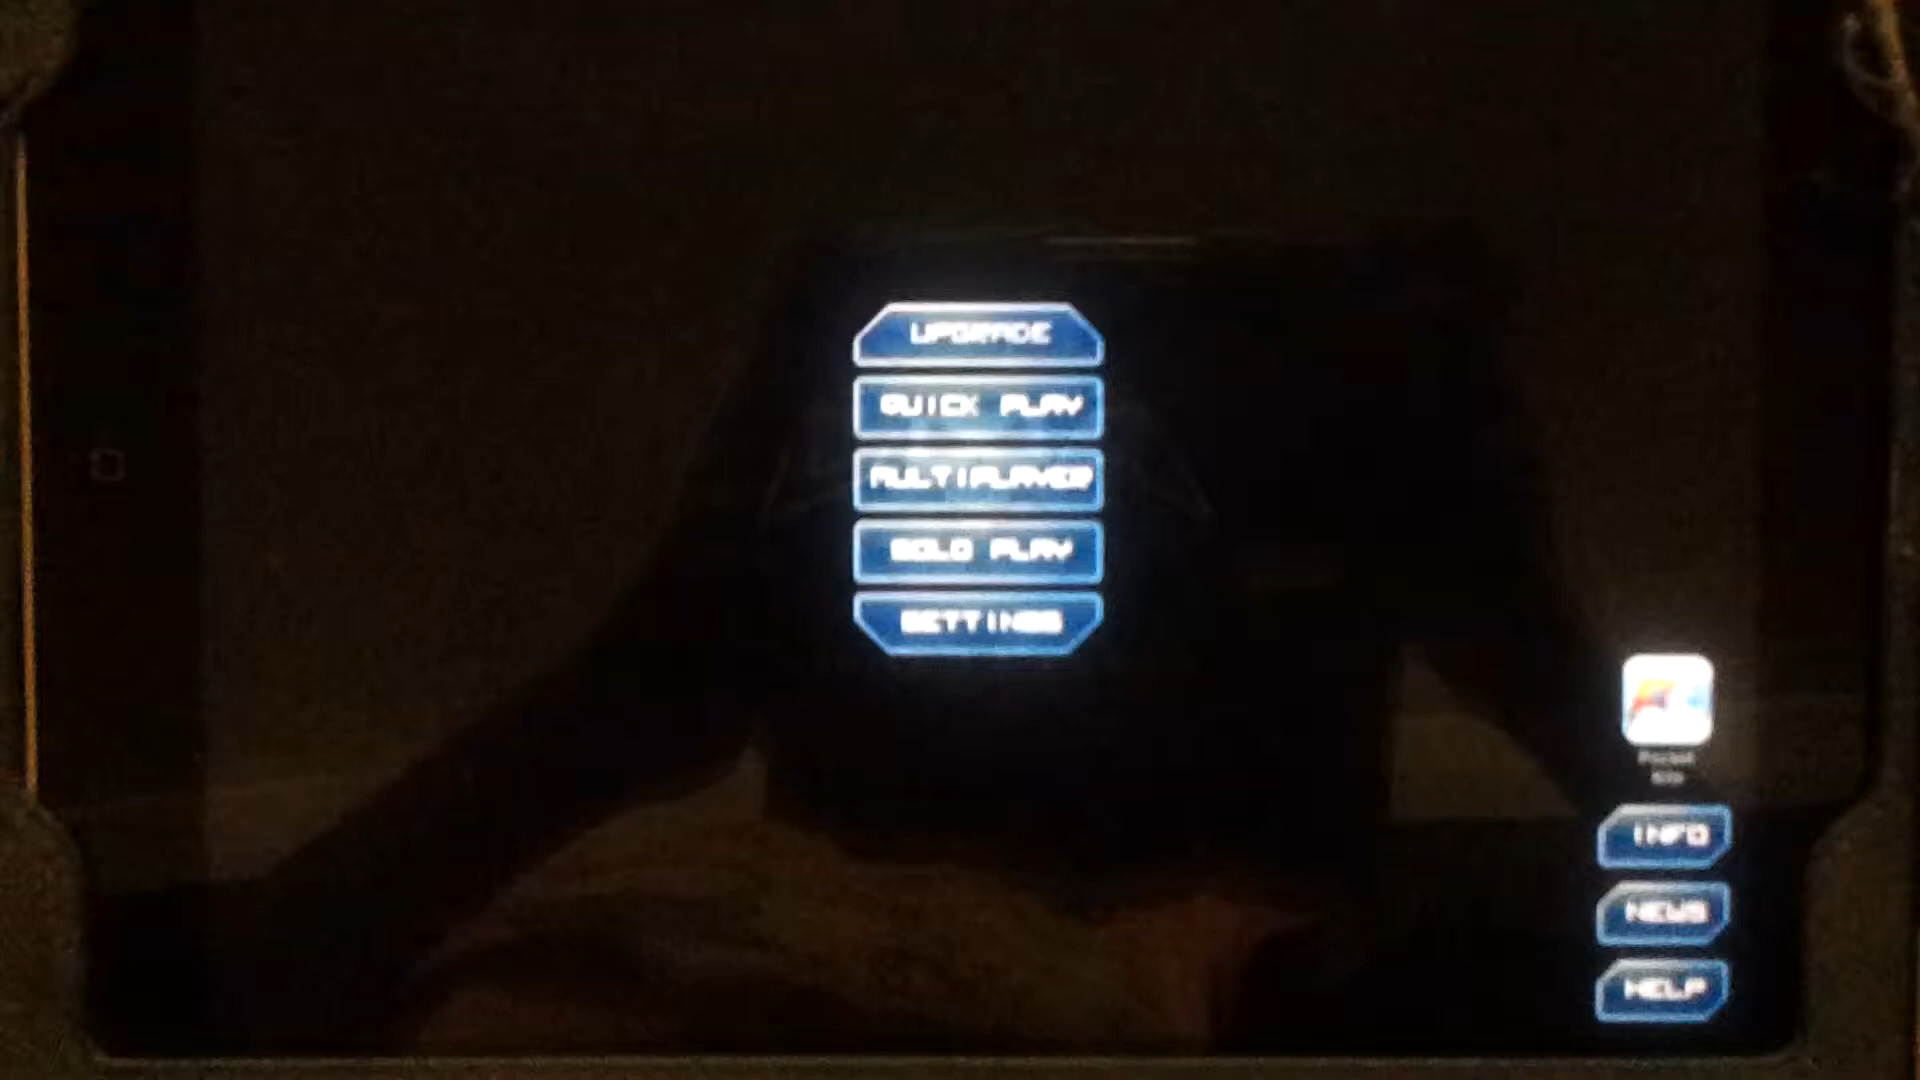 UPGRADE
QUICK PLAY
MULTIPLAYER
SOLO PLAY
SETTINGS
INFO
NEWS
HELP